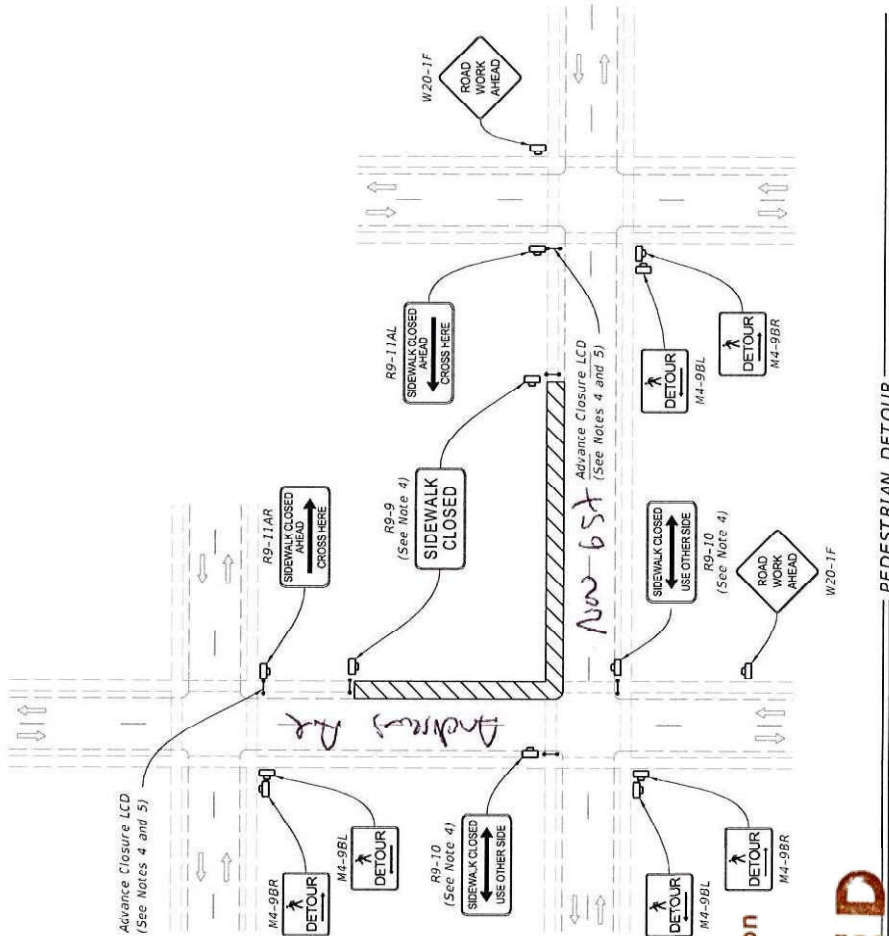 W20-1F
ROAD
WORK
AHEAD
R9-11AL
SIDEWALK CLOSED
AHEAD
CROSS HERE
R9-11AR
SIDEWALK CLOSED
AHEAD
CROSS HERE
R9-9
(See Note 4)
SIDEWALK
CLOSED
Advance Closure LCD
(See Notes 4 and 5)
Advance Closure LCD
(See Notes 4 and 5)
Andrews
Ave
NW 6 St
DETOUR
M4-9BL
DETOUR
M4-9BR
SIDEWALK CLOSED
USE OTHER SIDE
R9-10
(See Note 4)
ROAD
WORK
AHEAD
W20-1F
M4-9BR
DETOUR
M4-9BL
DETOUR
R9-10
(See Note 4)
SIDEWALK CLOSED
USE OTHER SIDE
DETOUR
M4-9BL
DETOUR
M4-9BR
on
D
PEDESTRIAN DETOUR